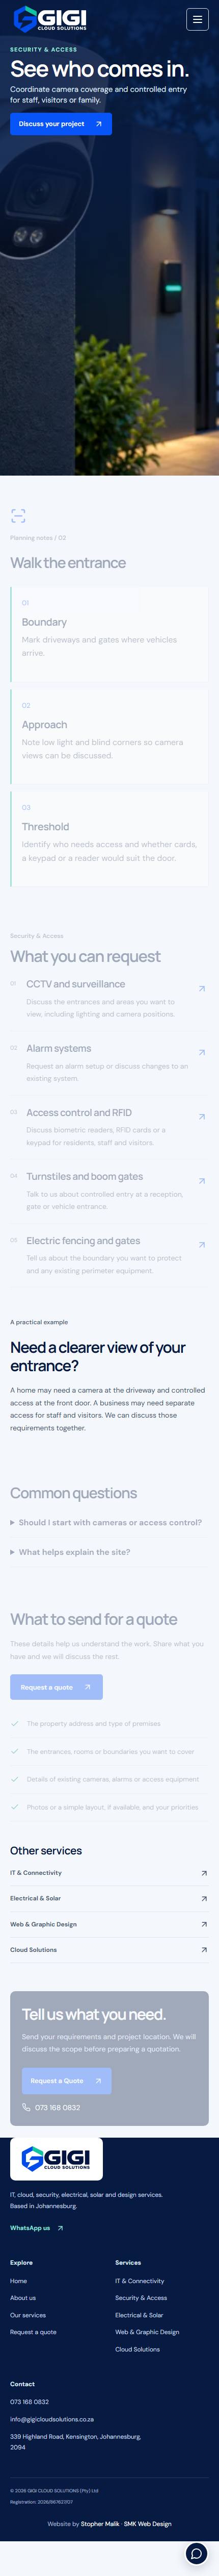 GIGI
CLOUD SOLUTIONS
SECURITY & ACCESS
See who comes in.
Coordinate camera coverage and controlled entry
for staff, visitors or family.
Discuss your project
Planning notes / 02
Walk the entrance
01
Boundary
Mark driveways and gates where vehicles
arrive.
02
Approach
Note low light and blind corners so camera
views can be discussed.
03
Threshold
Identify who needs access and whether cards,
a keypad or a reader would suit the door.
Security & Access
What you can request
01
CCTV and surveillance
Discuss the entrances and areas you want to
view, including lighting and camera positions.
02
Alarm systems
Request an alarm setup or discuss changes to an
existing system.
03
Access control and RFID
Discuss biometric readers, RFID cards or a
keypad for residents, staff and visitors.
04
Turnstiles and boom gates
Talk to us about controlled entry at a reception,
gate or vehicle entrance.
05
Electric fencing and gates
Tell us about the boundary you want to protect
and any existing perimeter equipment.
A practical example
Need a clearer view of your
entrance?
A home may need a camera at the driveway and controlled
access at the front door. A business may need separate
access for staff and visitors. We can discuss those
requirements together.
Common questions
Should I start with cameras or access control?
What helps explain the site?
What to send for a quote
These details help us understand the work. Share what you
have and we will discuss the rest.
Request a quote
The property address and type of premises
The entrances, rooms or boundaries you want to cover
Details of existing cameras, alarms or access equipment
Photos or a simple layout, if available, and your priorities
Other services
IT & Connectivity
Electrical & Solar
Web & Graphic Design
Cloud Solutions
Tell us what you need.
Send your requirements and project location. We will
discuss the scope before preparing a quotation.
Request a Quote
073 168 0832
GIGI
CLOUD SOLUTIONS
IT, cloud, security, electrical, solar and design services.
Based in Johannesburg.
WhatsApp us
Explore
Home
About us
Our services
Request a quote
Services
IT & Connectivity
Security & Access
Electrical & Solar
Web & Graphic Design
Cloud Solutions
Contact
073 168 0832
info@gigicloudsolutions.co.za
339 Highland Road, Kensington, Johannesburg,
2094
© 2026 GIGI CLOUD SOLUTIONS (Pty) Ltd
Registration:
Website by Stopher Malik · SMK Web Design